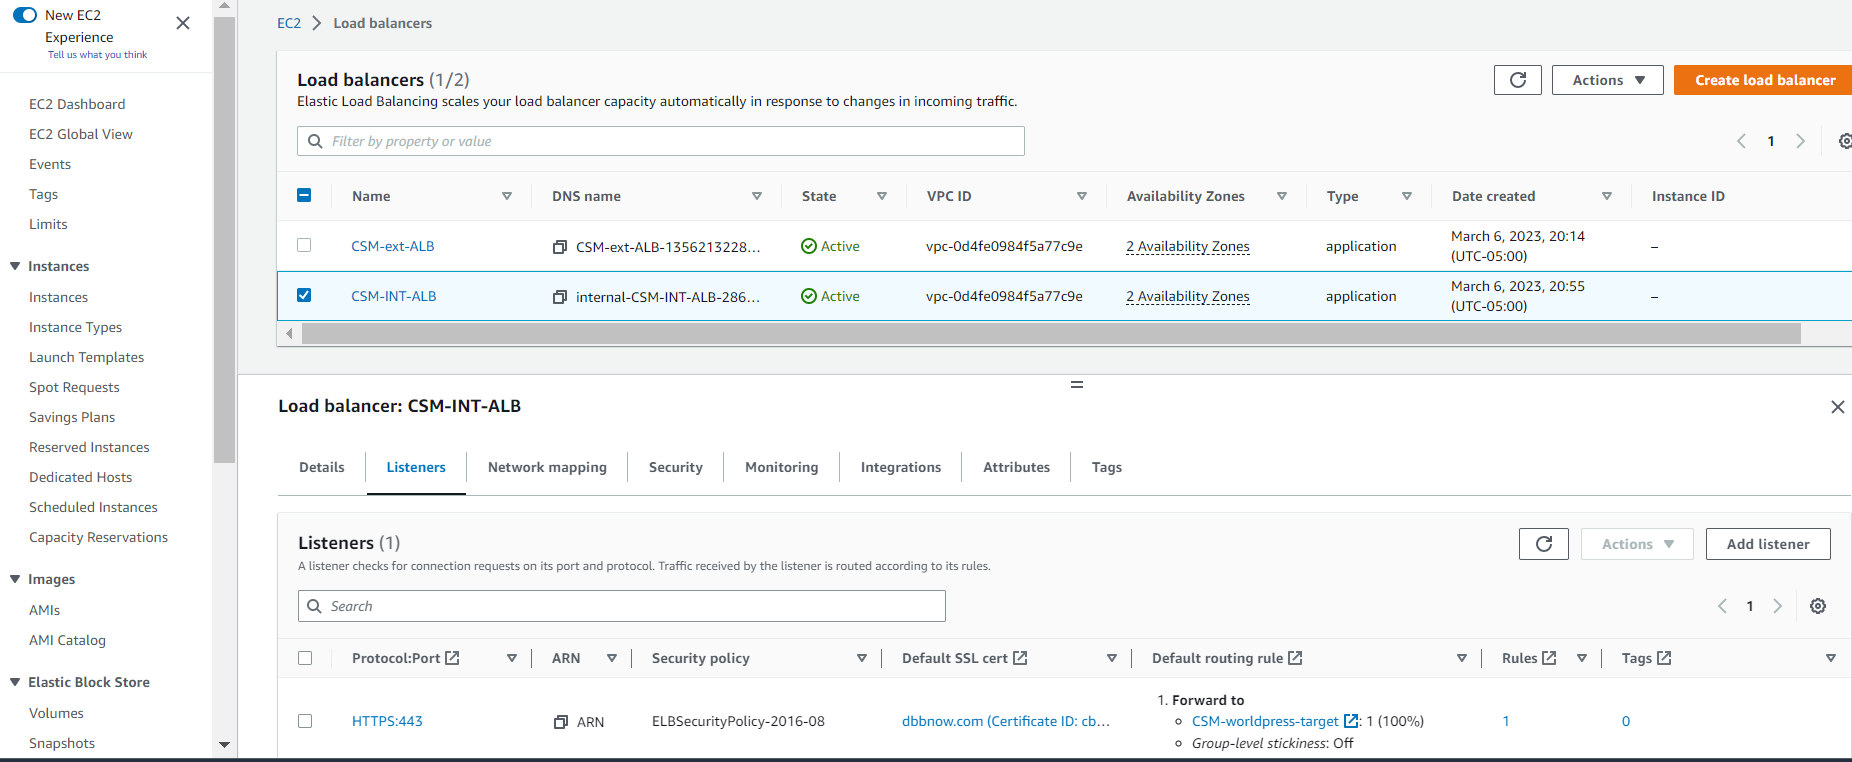 New EC2
Experience
Tell us what you think
EC2 Dashboard
EC2 Global View
Events
Tags
Limits
Instances
Instances
Instance Types
Launch Templates
Spot Requests
Savings Plans
Reserved Instances
Dedicated Hosts
Scheduled Instances
Capacity Reservations
Images
AMIs
AMI Catalog
Elastic Block Store
Volumes
Snapshots
EC2 > Load balancers
Load balancers (1/2)
Elastic Load Balancing scales your load balancer capacity automatically in response to changes in incoming traffic.
Actions
Create load balancer
Filter by property or value
1
Name DNS name State VPC ID Availability Zones Type Date created Instance ID
CSM-ext-ALB CSM-ext-ALB-1356213228... Active vpc-0d4fe0984f5a77c9e 2 Availability Zones application March 6, 2023, 20:14 –
(UTC-05:00)
CSM-INT-ALB internal-CSM-INT-ALB-286... Active vpc-0d4fe0984f5a77c9e 2 Availability Zones application March 6, 2023, 20:55 –
(UTC-05:00)
Load balancer: CSM-INT-ALB
Details Listeners Network mapping Security Monitoring Integrations Attributes Tags
Listeners (1)
A listener checks for connection requests on its port and protocol. Traffic received by the listener is routed according to its rules.
Actions
Add listener
Search
1
Protocol:Port ARN Security policy Default SSL cert Default routing rule Rules Tags
HTTPS:443 ARN ELBSecurityPolicy-2016-08 dbbnow.com (Certificate ID: cb... 1 0
1. Forward to
CSM-worldpress-target : 1 (100%)
Group-level stickiness: Off